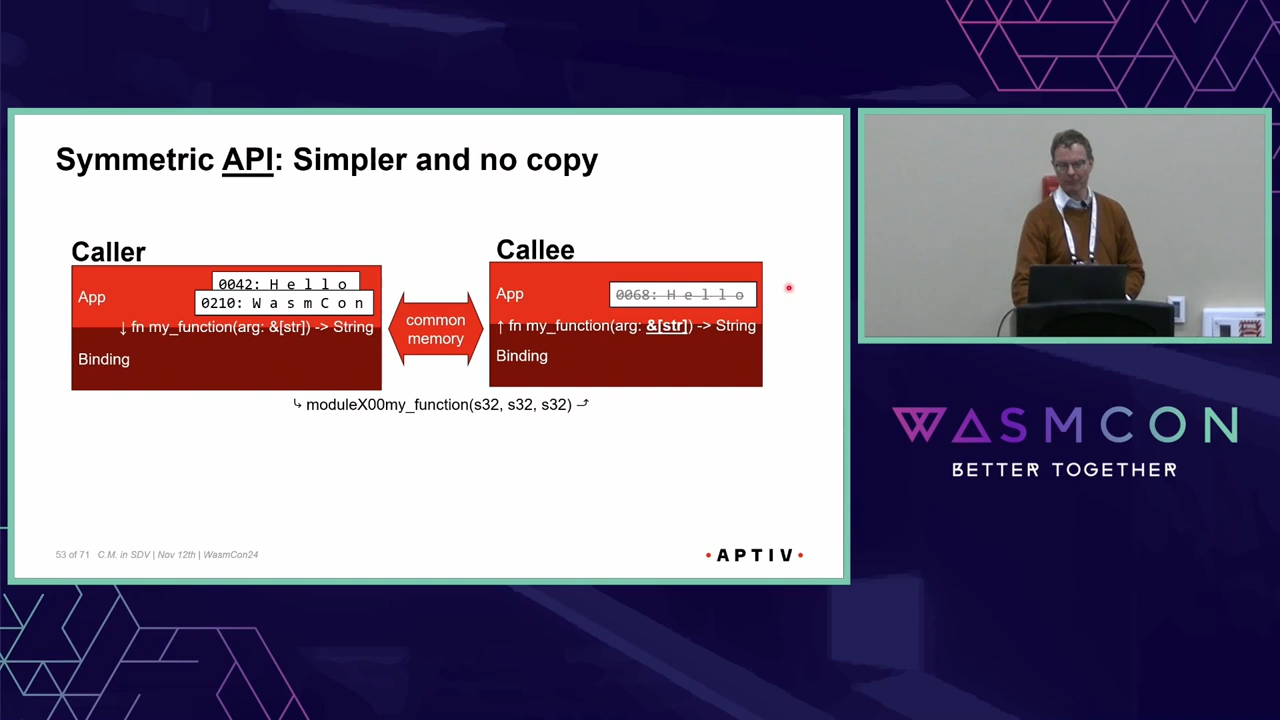 Symmetric API: Simpler and no copy
Caller
App
0042: H e l l o
0210: W a s m C o n
↓ fn my_function(arg: &[str]) -> String
Binding
common
memory
Callee
App
0068: H e l l o
↑ fn my_function(arg: &[str]) -> String
Binding
↳ moduleX00my_function(s32, s32, s32) ⮥
53 of 71 C.M. in SDV | Nov 12th | WasmCon24
• A P T I V •
WASMCON
BETTER TOGETHER